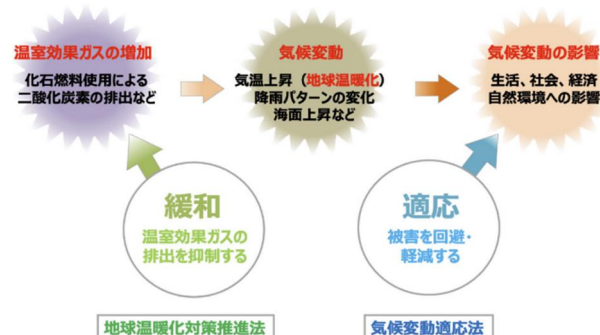 温室効果ガスの増加
化石燃料使用による
二酸化炭素の排出など
気候変動
気温上昇（地球温暖化）
降雨パターンの変化
海面上昇など
気候変動の影響
生活、社会、経済
自然環境への影響
緩和
温室効果ガスの
排出を抑制する
適応
被害を回避・
軽減する
地球温暖化対策推進法
気候変動適応法